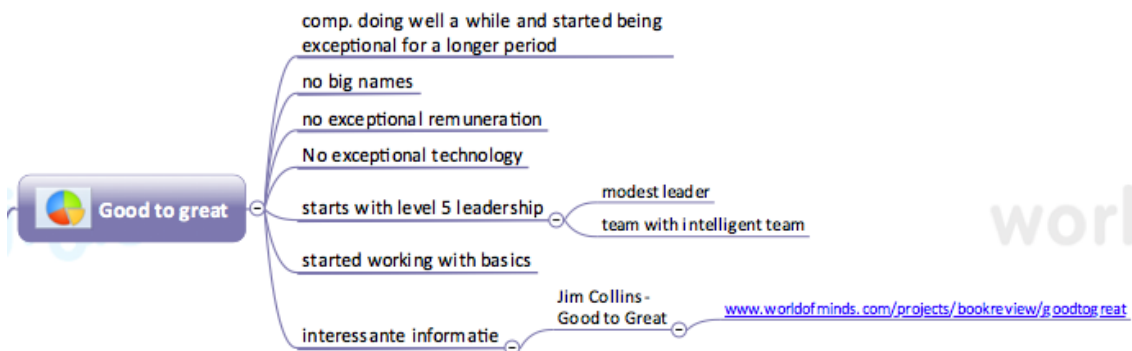 comp. doing well a while and started being
exceptional for a longer period
no big names
no exceptional remuneration
No exceptional technology
Good to great
starts with level 5 leadership
modest leader
team with intelligent team
started working with basics
interessante informatie
Jim Collins-
Good to Great
www.worldofminds.com/projects/bookreview/goodtogreat
worl